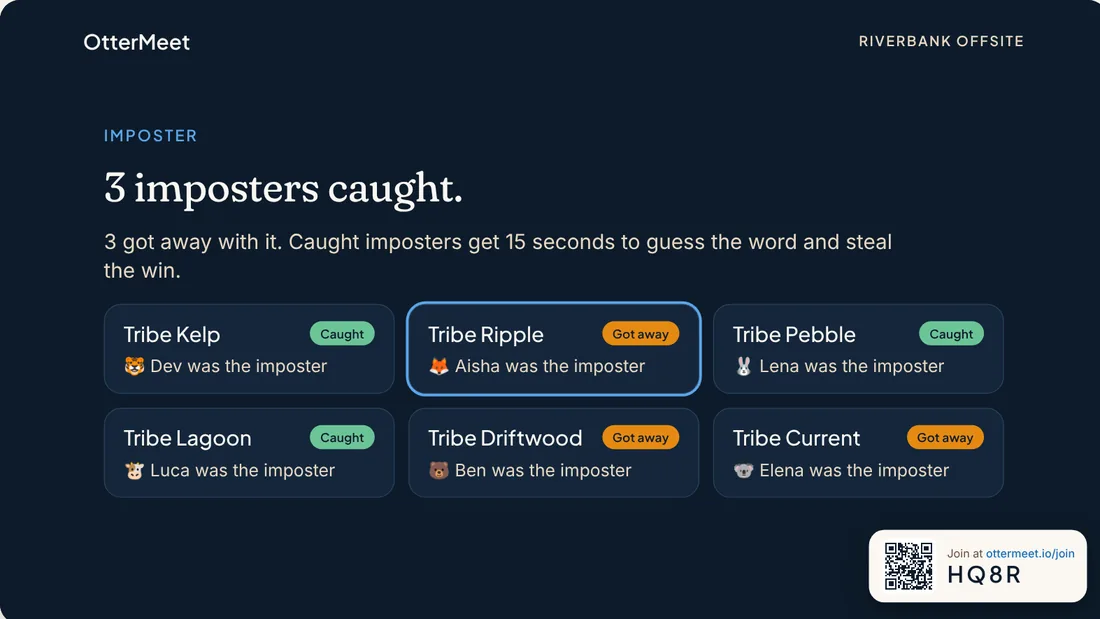 OtterMeet
RIVERBANK OFFSITE
IMPOSTER
3 imposters caught.
3 got away with it. Caught imposters get 15 seconds to guess the word and steal
the win.
Tribe Kelp
Caught
🐯 Dev was the imposter
Tribe Ripple
Got away
🦊 Aisha was the imposter
Tribe Pebble
Caught
🐰 Lena was the imposter
Tribe Lagoon
Caught
🐮 Luca was the imposter
Tribe Driftwood
Got away
🐻 Ben was the imposter
Tribe Current
Got away
🐨 Elena was the imposter
Join at ottermeet.io/join
HQ8R